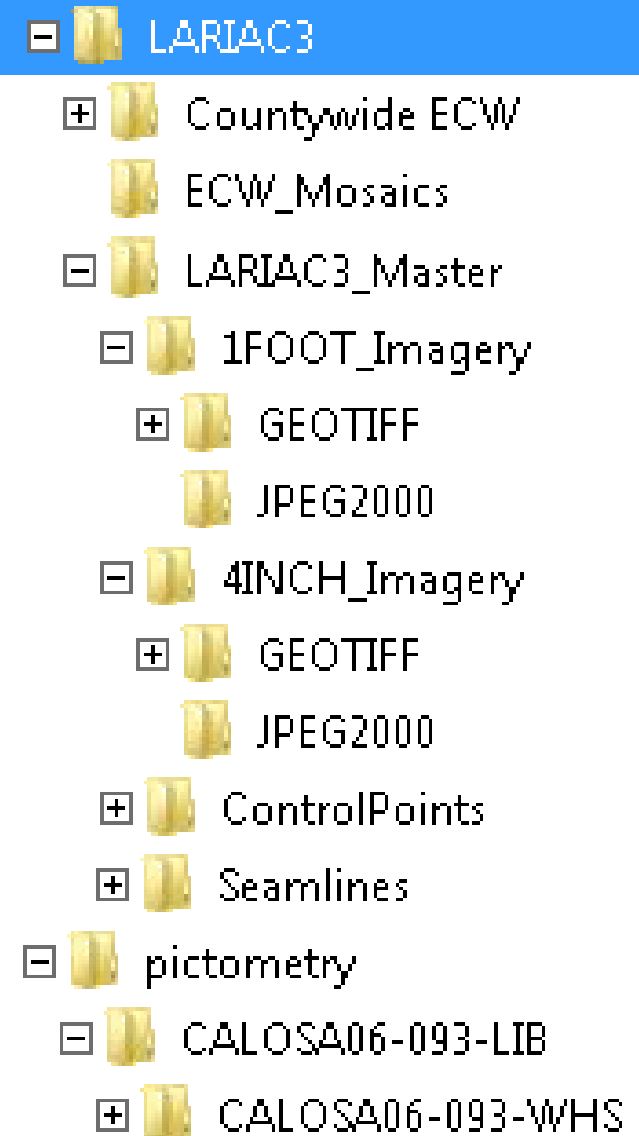 LARIAC3
Countywide ECW
ECW_Mosaics
LARIAC3_Master
1FOOT_Imagery
GEOTIFF
JPEG2000
4INCH_Imagery
GEOTIFF
JPEG2000
ControlPoints
Seamlines
pictometry
CALOSA06-093-LIB
CALOSA06-093-WHS